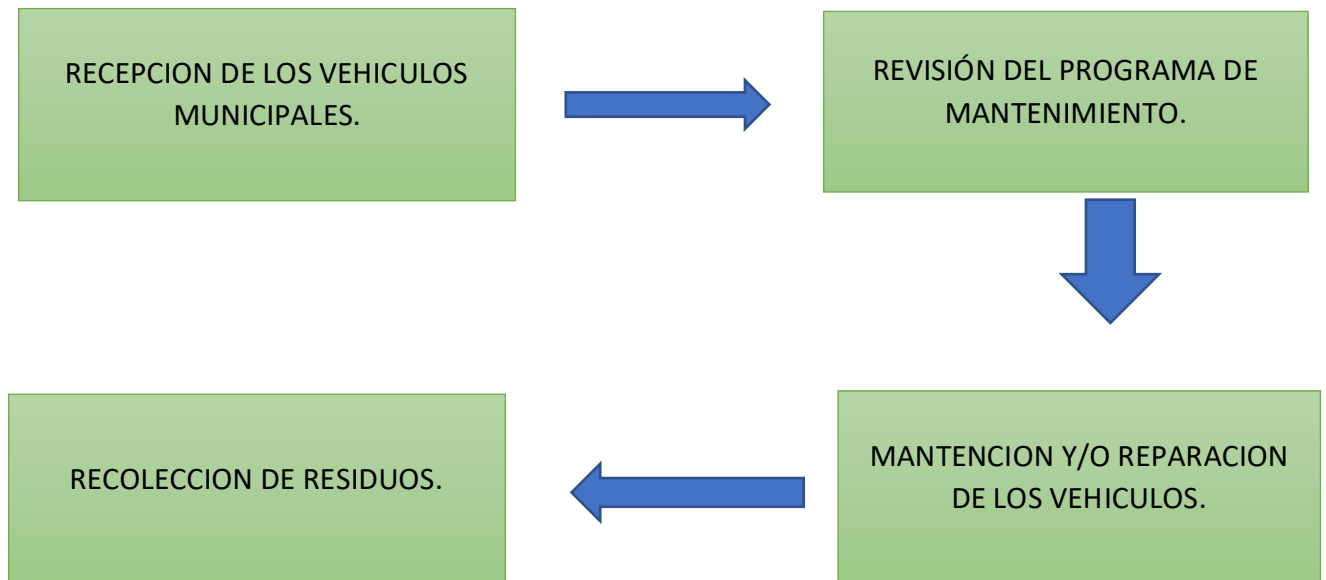 RECEPCION DE LOS VEHICULOS
MUNICIPALES.
REVISIÓN DEL PROGRAMA DE
MANTENIMIENTO.
MANTENCION Y/O REPARACION
DE LOS VEHICULOS.
RECOLECCION DE RESIDUOS.